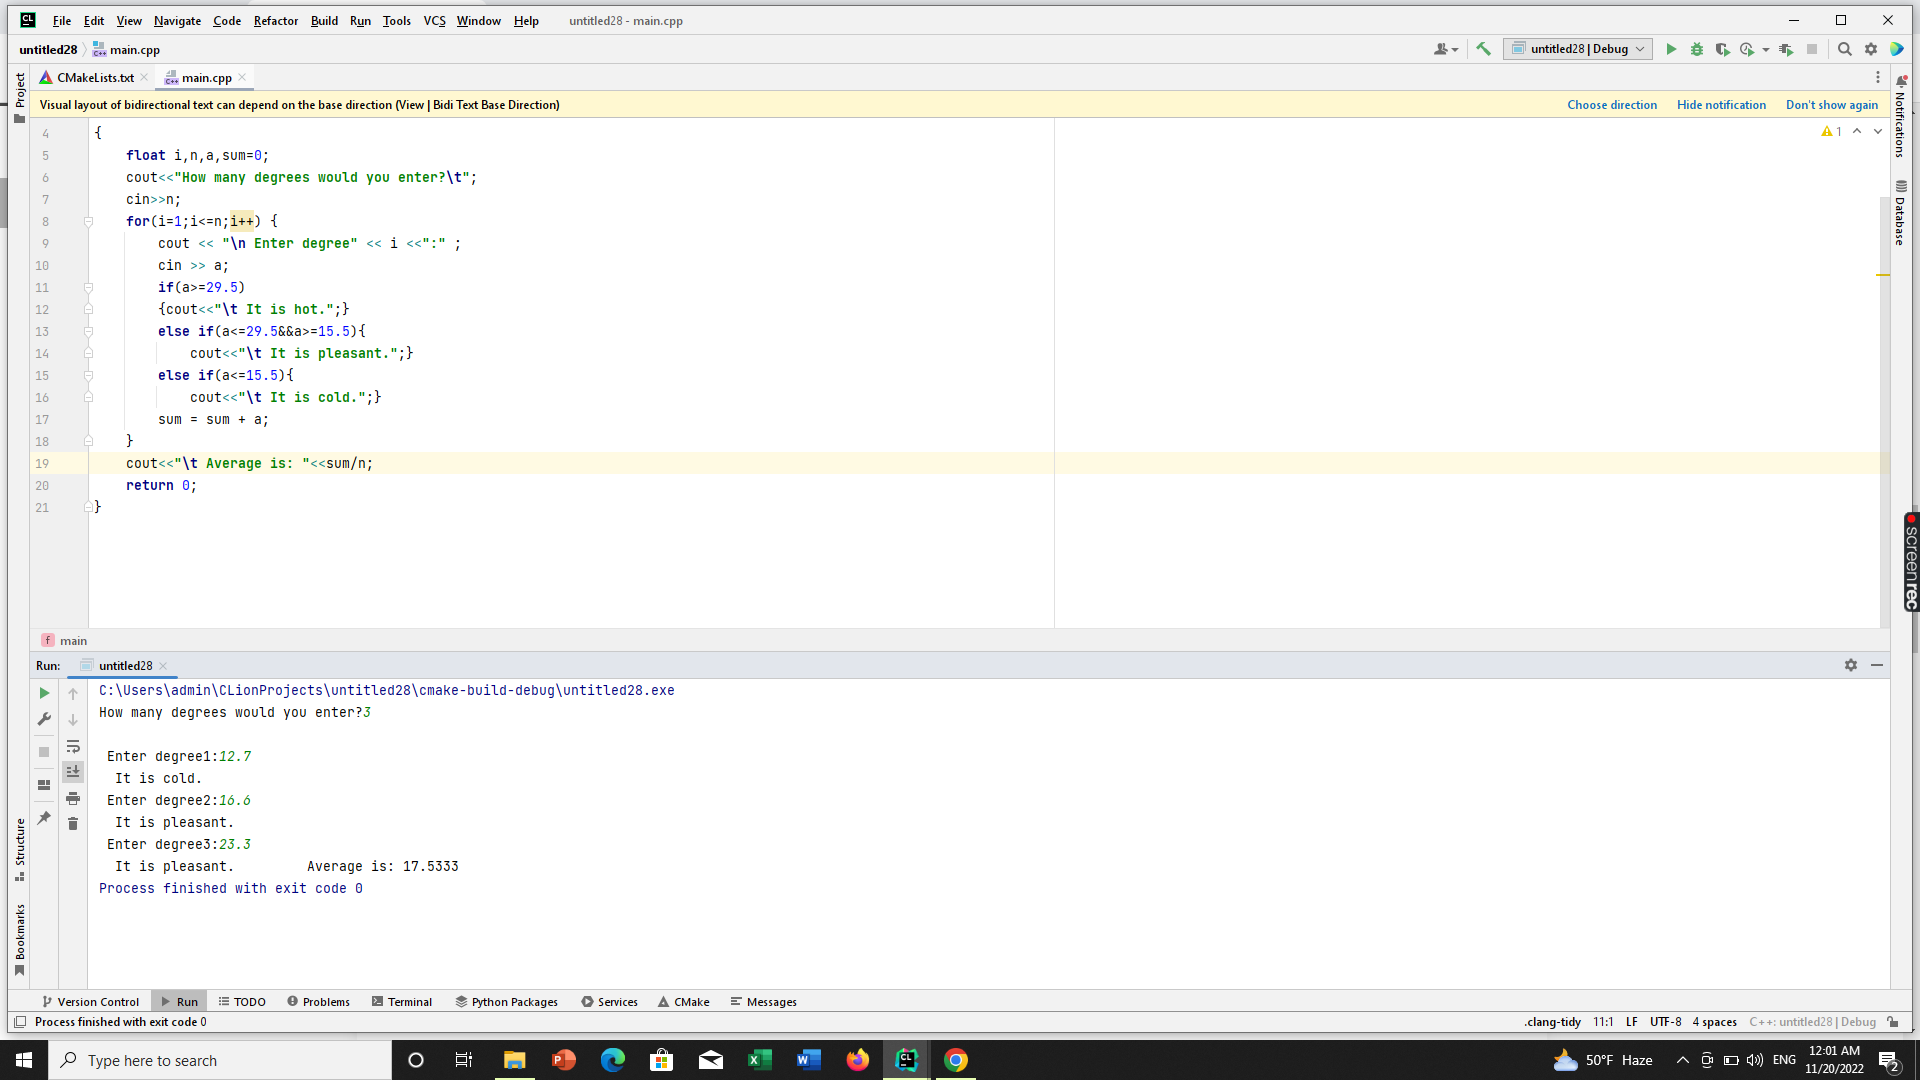 File Edit View Navigate Code Refactor Build Run Tools VCS Window Help untitled28 - main.cpp
untitled28 main.cpp untitled28 | Debug
CMakeLists.txt main.cpp
Visual layout of bidirectional text can depend on the base direction (View | Bidi Text Base Direction) Choose direction Hide notification Don't show again
Project
Notifications
Database
1
4 {
5 float i,n,a,sum=0;
6 cout<<"How many degrees would you enter?\t";
7 cin>>n;
8 for(i=1;i<=n;i++) {
9 cout << "\n Enter degree" << i <<":" ;
10 cin >> a;
11 if(a>=29.5)
12 {cout<<"\t It is hot.";}
13 else if(a<=29.5&&a>=15.5){
14 cout<<"\t It is pleasant.";}
15 else if(a<=15.5){
16 cout<<"\t It is cold.";}
17 sum = sum + a;
18 }
19 cout<<"\t Average is: "<<sum/n;
20 return 0;
21 }
screenrec
f main
Run: untitled28
C:\Users\admin\CLionProjects\untitled28\cmake-build-debug\untitled28.exe
How many degrees would you enter?3
Enter degree1:12.7
It is cold.
Enter degree2:16.6
It is pleasant.
Enter degree3:23.3
It is pleasant. Average is: 17.5333
Process finished with exit code 0
Structure
Bookmarks
Version Control Run TODO Problems Terminal Python Packages Services CMake Messages
Process finished with exit code 0 .clang-tidy 11:1 LF UTF-8 4 spaces C++: untitled28 | Debug
Type here to search 50°F Haze ENG 12:01 AM
11/20/2022 2